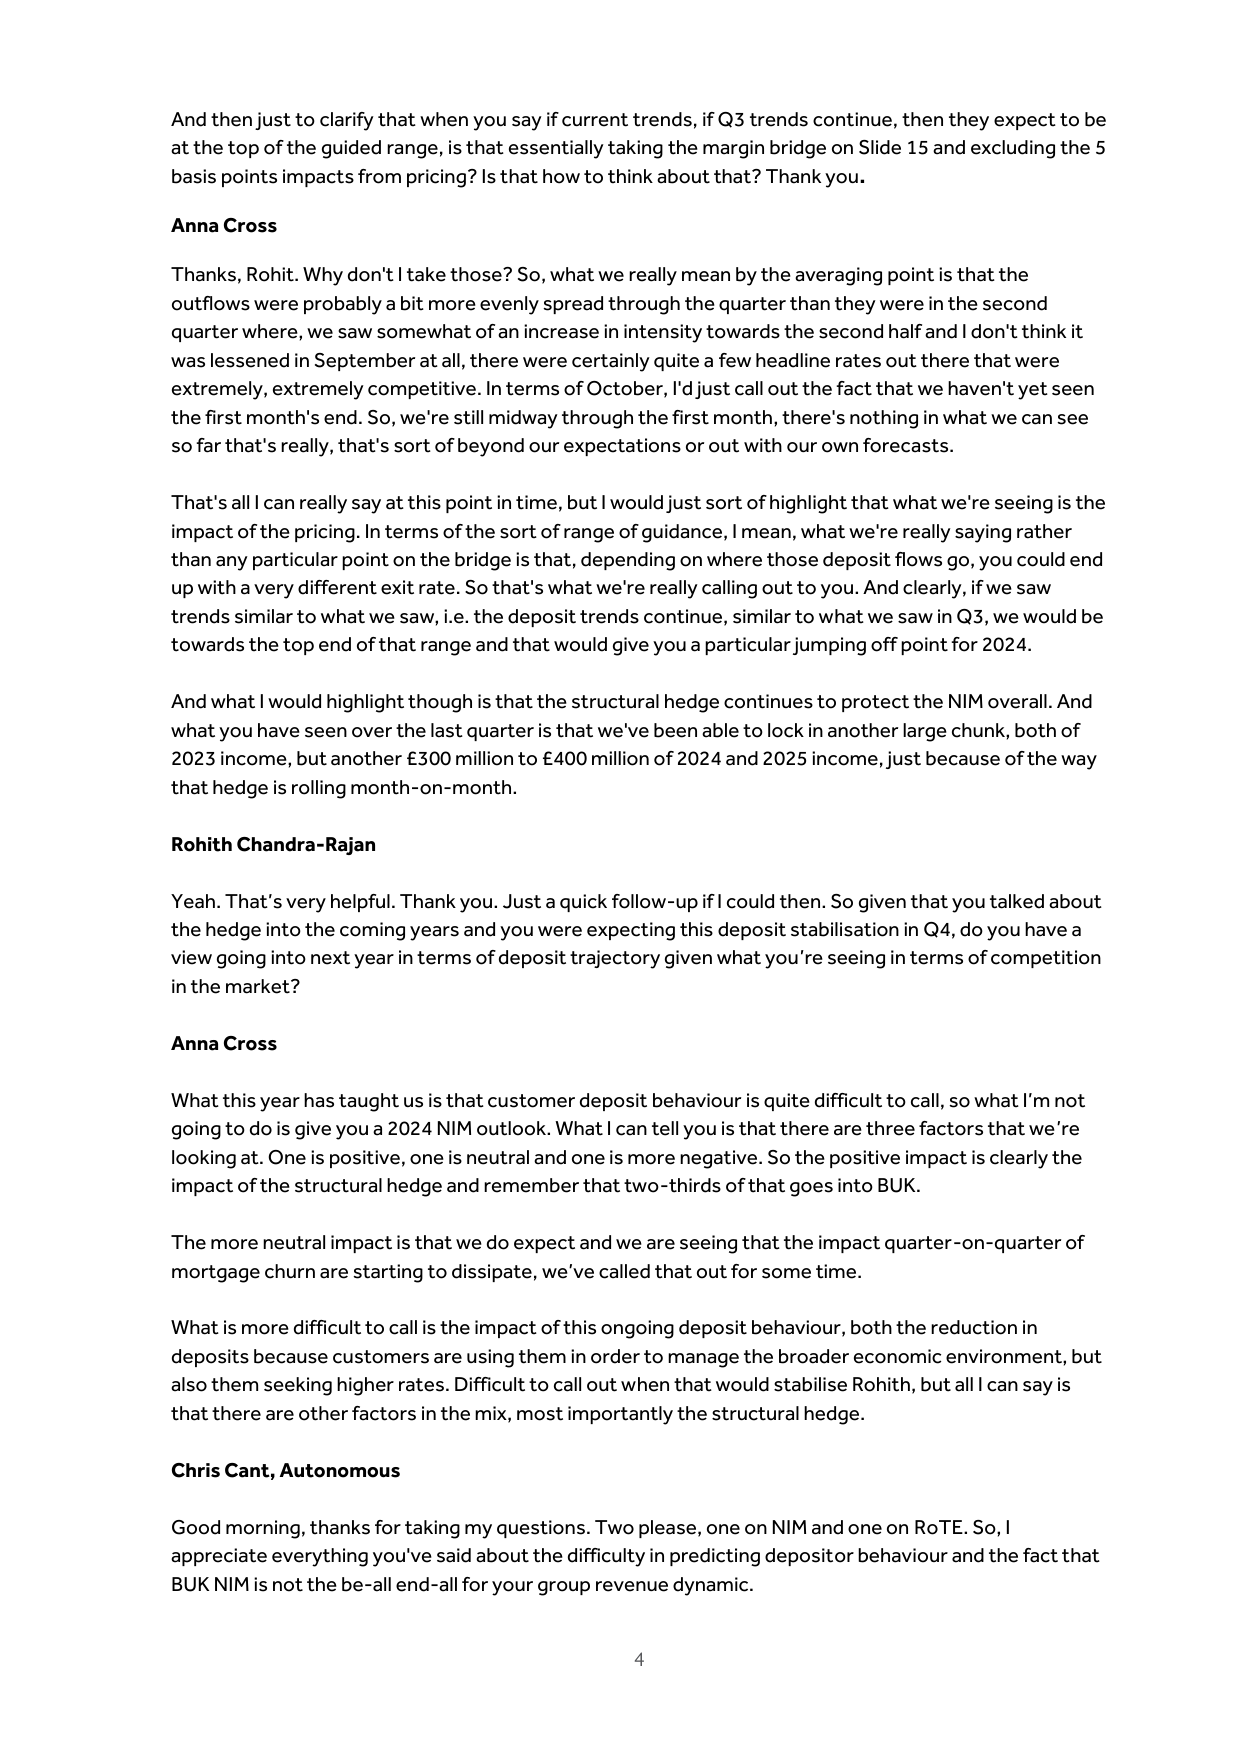 And then just to clarify that when you say if current trends, if Q3 trends continue, then they expect to be
at the top of the guided range, is that essentially taking the margin bridge on Slide 15 and excluding the 5
basis points impacts from pricing? Is that how to think about that? Thank you.
Anna Cross
Thanks, Rohit. Why don't I take those? So, what we really mean by the averaging point is that the
outflows were probably a bit more evenly spread through the quarter than they were in the second
quarter where, we saw somewhat of an increase in intensity towards the second half and I don't think it
was lessened in September at all, there were certainly quite a few headline rates out there that were
extremely, extremely competitive. In terms of October, I'd just call out the fact that we haven't yet seen
the first month's end. So, we're still midway through the first month, there's nothing in what we can see
so far that's really, that's sort of beyond our expectations or out with our own forecasts.
That's all I can really say at this point in time, but I would just sort of highlight that what we're seeing is the
impact of the pricing. In terms of the sort of range of guidance, I mean, what we're really saying rather
than any particular point on the bridge is that, depending on where those deposit flows go, you could end
up with a very different exit rate. So that's what we're really calling out to you. And clearly, if we saw
trends similar to what we saw, i.e. the deposit trends continue, similar to what we saw in Q3, we would be
towards the top end of that range and that would give you a particular jumping off point for 2024.
And what I would highlight though is that the structural hedge continues to protect the NIM overall. And
what you have seen over the last quarter is that we've been able to lock in another large chunk, both of
2023 income, but another £300 million to £400 million of 2024 and 2025 income, just because of the way
that hedge is rolling month-on-month.
Rohith Chandra-Rajan
Yeah. That's very helpful. Thank you. Just a quick follow-up if I could then. So given that you talked about
the hedge into the coming years and you were expecting this deposit stabilisation in Q4, do you have a
view going into next year in terms of deposit trajectory given what you're seeing in terms of competition
in the market?
Anna Cross
What this year has taught us is that customer deposit behaviour is quite difficult to call, so what I'm not
going to do is give you a 2024 NIM outlook. What I can tell you is that there are three factors that we're
looking at. One is positive, one is neutral and one is more negative. So the positive impact is clearly the
impact of the structural hedge and remember that two-thirds of that goes into BUK.
The more neutral impact is that we do expect and we are seeing that the impact quarter-on-quarter of
mortgage churn are starting to dissipate, we've called that out for some time.
What is more difficult to call is the impact of this ongoing deposit behaviour, both the reduction in
deposits because customers are using them in order to manage the broader economic environment, but
also them seeking higher rates. Difficult to call out when that would stabilise Rohith, but all I can say is
that there are other factors in the mix, most importantly the structural hedge.
Chris Cant, Autonomous
Good morning, thanks for taking my questions. Two please, one on NIM and one on RoTE. So, I
appreciate everything you've said about the difficulty in predicting depositor behaviour and the fact that
BUK NIM is not the be-all end-all for your group revenue dynamic.
4